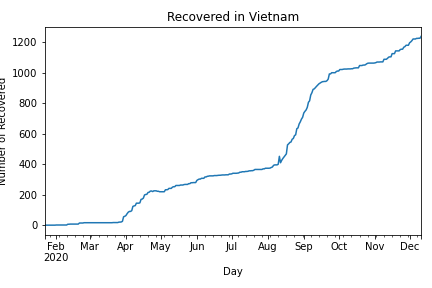 Recovered in Vietnam
Number of Recovered
1200
1000
800
600
400
200
0
Feb Mar Apr May Jun Jul Aug Sep Oct Nov Dec
2020
Day